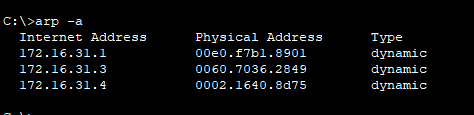 C:\>arp -a
Internet Address Physical Address Type
172.16.31.1 00e0.f7b1.8901 dynamic
172.16.31.3 0060.7036.2849 dynamic
172.16.31.4 0002.1640.8d75 dynamic